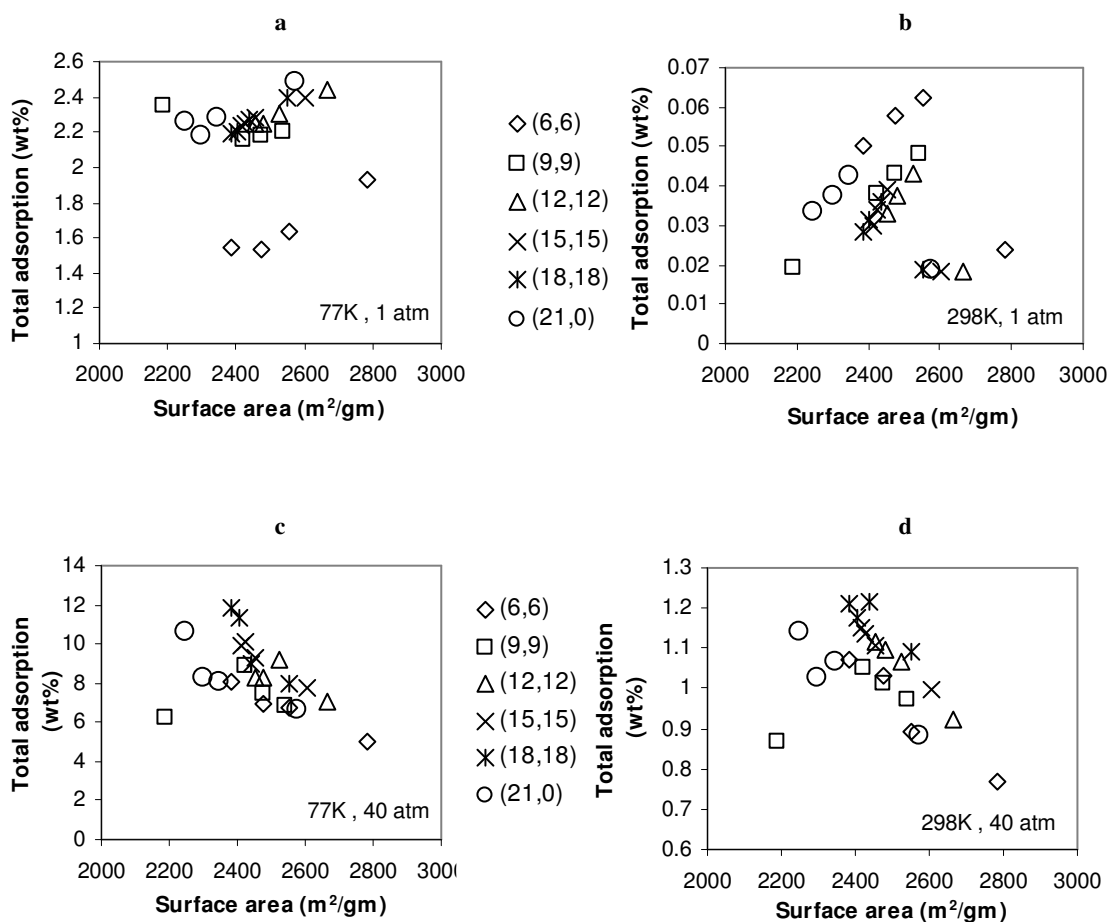 a
2.6
2.4
2.2
2
1.8
1.6
1.4
1.2
1
2000 2200 2400 2600 2800 3000
Total adsorption (wt%)
Surface area (m²/gm)
77K , 1 atm
(6,6)
(9,9)
(12,12)
(15,15)
(18,18)
(21,0)
b
0.07
0.06
0.05
0.04
0.03
0.02
0.01
0
2000 2200 2400 2600 2800 3000
Total adsorption (wt%)
Surface area (m²/gm)
298K, 1 atm
c
14
12
10
8
6
4
2
0
2000 2200 2400 2600 2800 3000
Total adsorption
(wt%)
Surface area (m²/gm)
77K , 40 atm
(6,6)
(9,9)
(12,12)
(15,15)
(18,18)
(21,0)
d
1.3
1.2
1.1
1
0.9
0.8
0.7
0.6
2000 2200 2400 2600 2800 3000
Total adsorption
(wt%)
Surface area (m²/gm)
298K , 40 atm